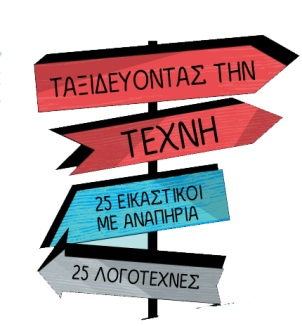 ΤΑΞΙΔΕΥΟΝΤΑΣ ΤΗΝ
ΤΕΧΝΗ
25 ΕΙΚΑΣΤΙΚΟΙ
ΜΕ ΑΝΑΠΗΡΙΑ
25 ΛΟΓΟΤΕΧΝΕΣ